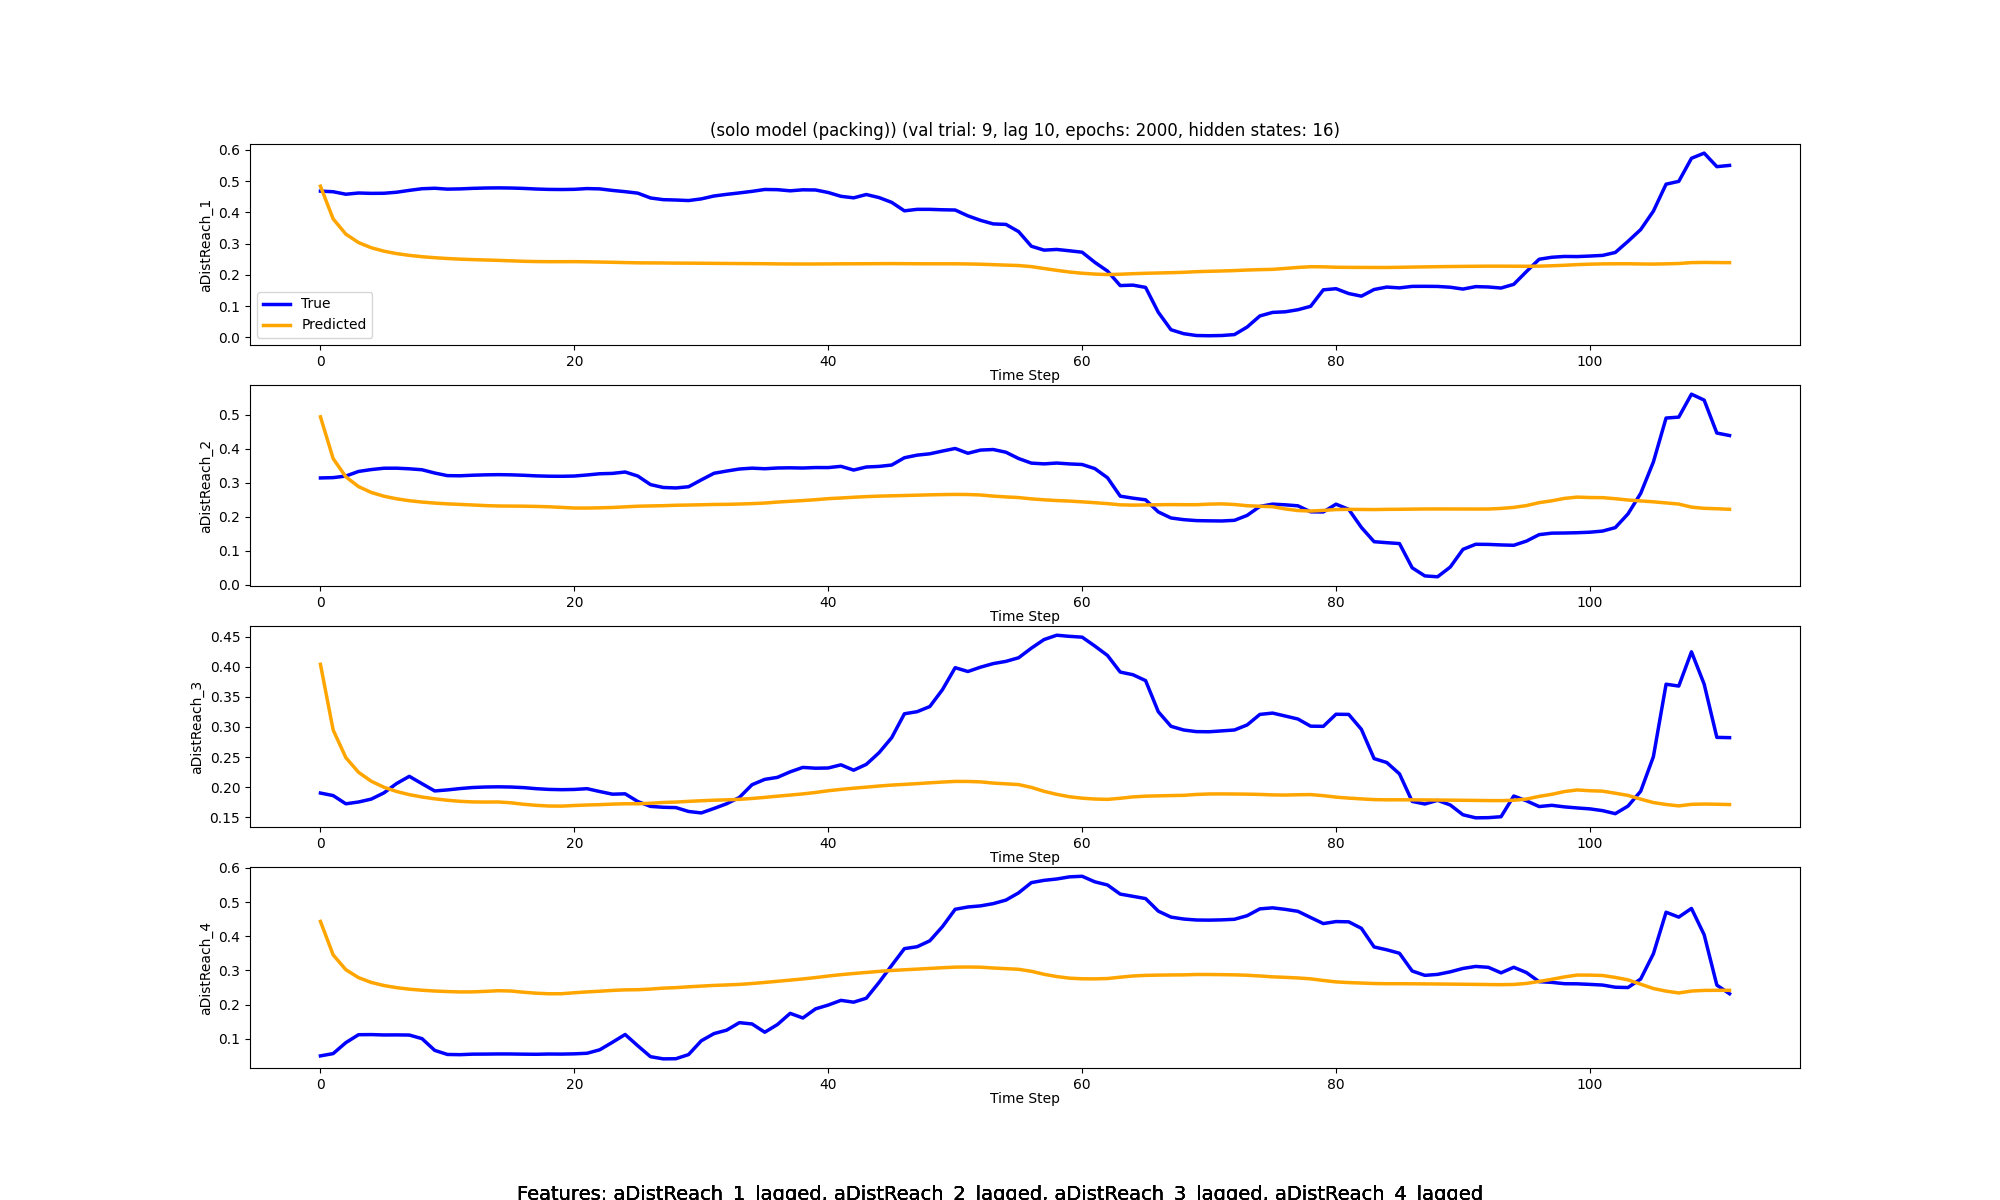 (solo model (packing)) (val trial: 9, lag 10, epochs: 2000, hidden states: 16)
aDistReach_1
0.6
0.5
0.4
0.3
0.2
0.1
0.0
True
Predicted
0 20 40 60 80 100
Time Step
aDistReach_2
0.5
0.4
0.3
0.2
0.1
0.0
0 20 40 60 80 100
Time Step
aDistReach_3
0.45
0.40
0.35
0.30
0.25
0.20
0.15
0 20 40 60 80 100
Time Step
aDistReach_4
0.6
0.5
0.4
0.3
0.2
0.1
0 20 40 60 80 100
Time Step
Features: aDistReach_1_lagged, aDistReach_2_lagged, aDistReach_3_lagged, aDistReach_4_lagged